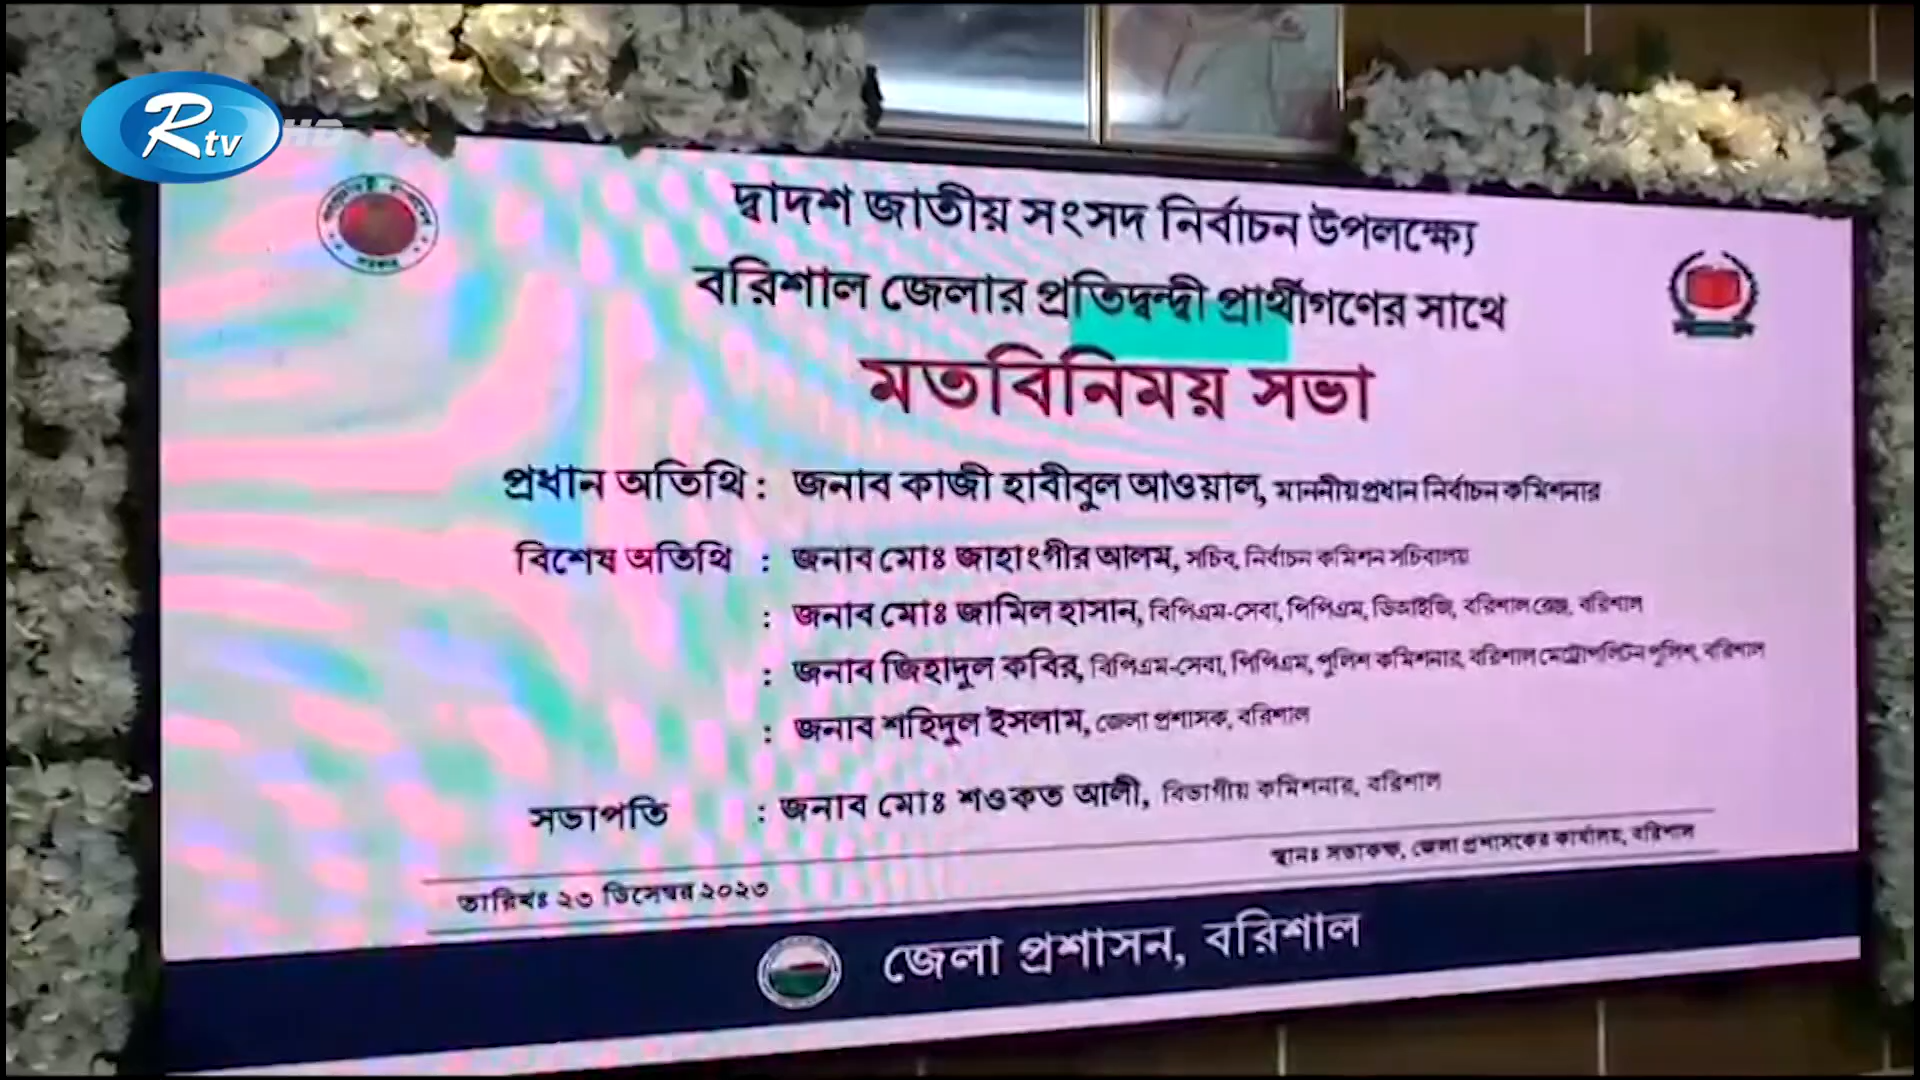 Rtv HD
দ্বাদশ জাতীয় সংসদ নির্বাচন উপলক্ষ্যে
বরিশাল জেলার প্রতিদ্বন্দ্বী প্রার্থীগণের সাথে
মতবিনিময় সভা
প্রধান অতিথি : জনাব কাজী হাবীবুল আওয়াল, মাননীয় প্রধান নির্বাচন কমিশনার
বিশেষ অতিথি : জনাব মোঃ জাহাংগীর আলম, সচিব, নির্বাচন কমিশন সচিবালয়
: জনাব মোঃ জামিল হাসান, বিপিএম-সেবা, পিপিএম, ডিআইজি, বরিশাল রেঞ্জ, বরিশাল
: জনাব জিহাদুল কবির, বিপিএম-সেবা, পিপিএম, পুলিশ কমিশনার, বরিশাল মেট্রোপলিটন পুলিশ, বরিশাল
: জনাব শহিদুল ইসলাম, জেলা প্রশাসক, বরিশাল
সভাপতি : জনাব মোঃ শওকত আলী, বিভাগীয় কমিশনার, বরিশাল
স্থানঃ সভাকক্ষ, জেলা প্রশাসকের কার্যালয়, বরিশাল
তারিখঃ ২৩ ডিসেম্বর ২০২৩
জেলা প্রশাসন, বরিশাল